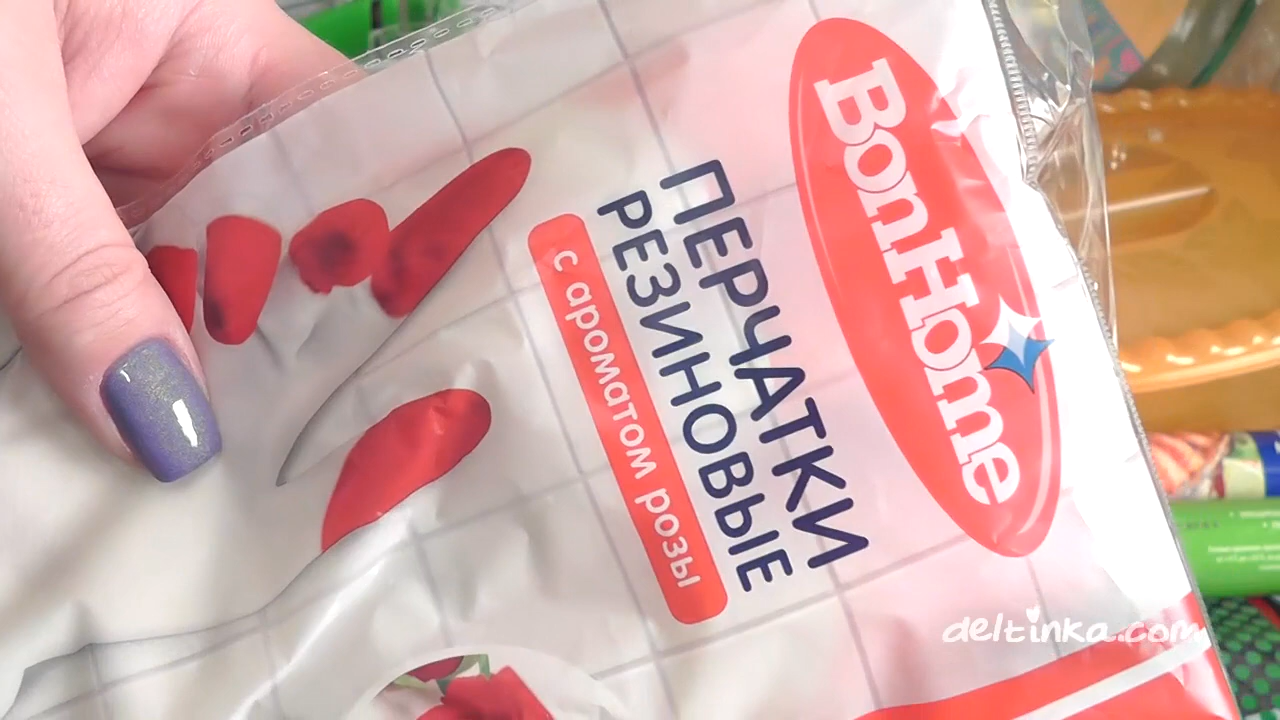 BonHome
ПЕРЧАТКИ
РЕЗИНОВЫЕ
с ароматом розы
deltinka.com